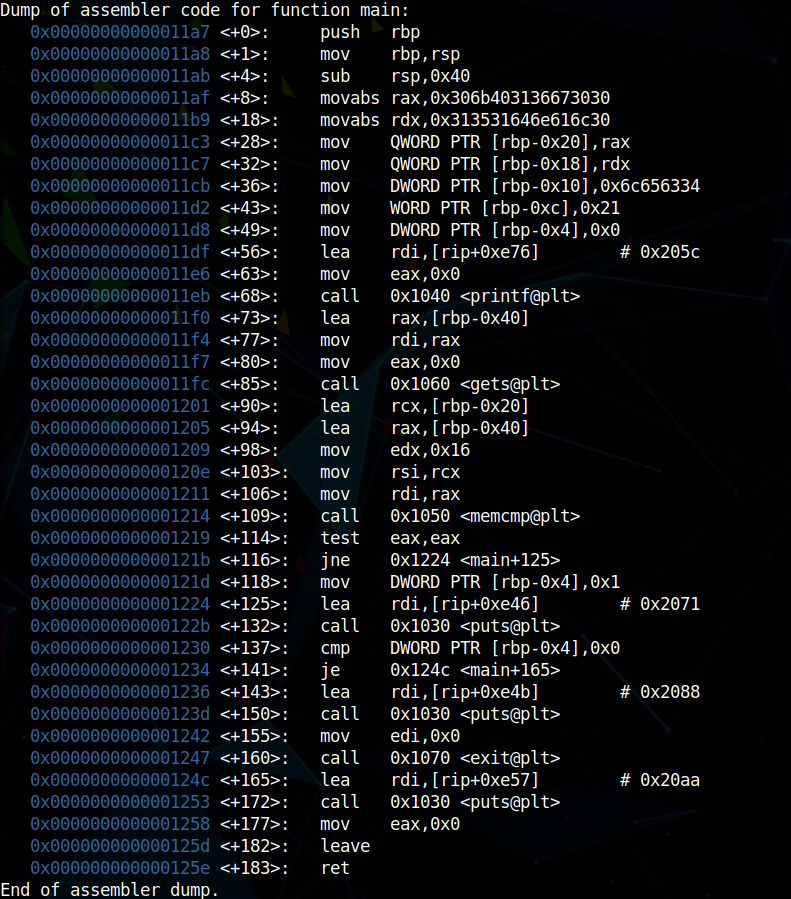 Dump of assembler code for function main:
   0x00000000000011a7 <+0>:     push   rbp
   0x00000000000011a8 <+1>:     mov    rbp,rsp
   0x00000000000011ab <+4>:     sub    rsp,0x40
   0x00000000000011af <+8>:     movabs rax,0x306b403136673030
   0x00000000000011b9 <+18>:    movabs rdx,0x313531646e616c30
   0x00000000000011c3 <+28>:    mov    QWORD PTR [rbp-0x20],rax
   0x00000000000011c7 <+32>:    mov    QWORD PTR [rbp-0x18],rdx
   0x00000000000011cb <+36>:    mov    DWORD PTR [rbp-0x10],0x6c656334
   0x00000000000011d2 <+43>:    mov    WORD PTR [rbp-0xc],0x21
   0x00000000000011d8 <+49>:    mov    DWORD PTR [rbp-0x4],0x0
   0x00000000000011df <+56>:    lea    rdi,[rip+0xe76]        # 0x205c
   0x00000000000011e6 <+63>:    mov    eax,0x0
   0x00000000000011eb <+68>:    call   0x1040 <printf@plt>
   0x00000000000011f0 <+73>:    lea    rax,[rbp-0x40]
   0x00000000000011f4 <+77>:    mov    rdi,rax
   0x00000000000011f7 <+80>:    mov    eax,0x0
   0x00000000000011fc <+85>:    call   0x1060 <gets@plt>
   0x0000000000001201 <+90>:    lea    rcx,[rbp-0x20]
   0x0000000000001205 <+94>:    lea    rax,[rbp-0x40]
   0x0000000000001209 <+98>:    mov    edx,0x16
   0x000000000000120e <+103>:   mov    rsi,rcx
   0x0000000000001211 <+106>:   mov    rdi,rax
   0x0000000000001214 <+109>:   call   0x1050 <memcmp@plt>
   0x0000000000001219 <+114>:   test   eax,eax
   0x000000000000121b <+116>:   jne    0x1224 <main+125>
   0x000000000000121d <+118>:   mov    DWORD PTR [rbp-0x4],0x1
   0x0000000000001224 <+125>:   lea    rdi,[rip+0xe46]        # 0x2071
   0x000000000000122b <+132>:   call   0x1030 <puts@plt>
   0x0000000000001230 <+137>:   cmp    DWORD PTR [rbp-0x4],0x0
   0x0000000000001234 <+141>:   je     0x124c <main+165>
   0x0000000000001236 <+143>:   lea    rdi,[rip+0xe4b]        # 0x2088
   0x000000000000123d <+150>:   call   0x1030 <puts@plt>
   0x0000000000001242 <+155>:   mov    edi,0x0
   0x0000000000001247 <+160>:   call   0x1070 <exit@plt>
   0x000000000000124c <+165>:   lea    rdi,[rip+0xe57]        # 0x20aa
   0x0000000000001253 <+172>:   call   0x1030 <puts@plt>
   0x0000000000001258 <+177>:   mov    eax,0x0
   0x000000000000125d <+182>:   leave
   0x000000000000125e <+183>:   ret
End of assembler dump.